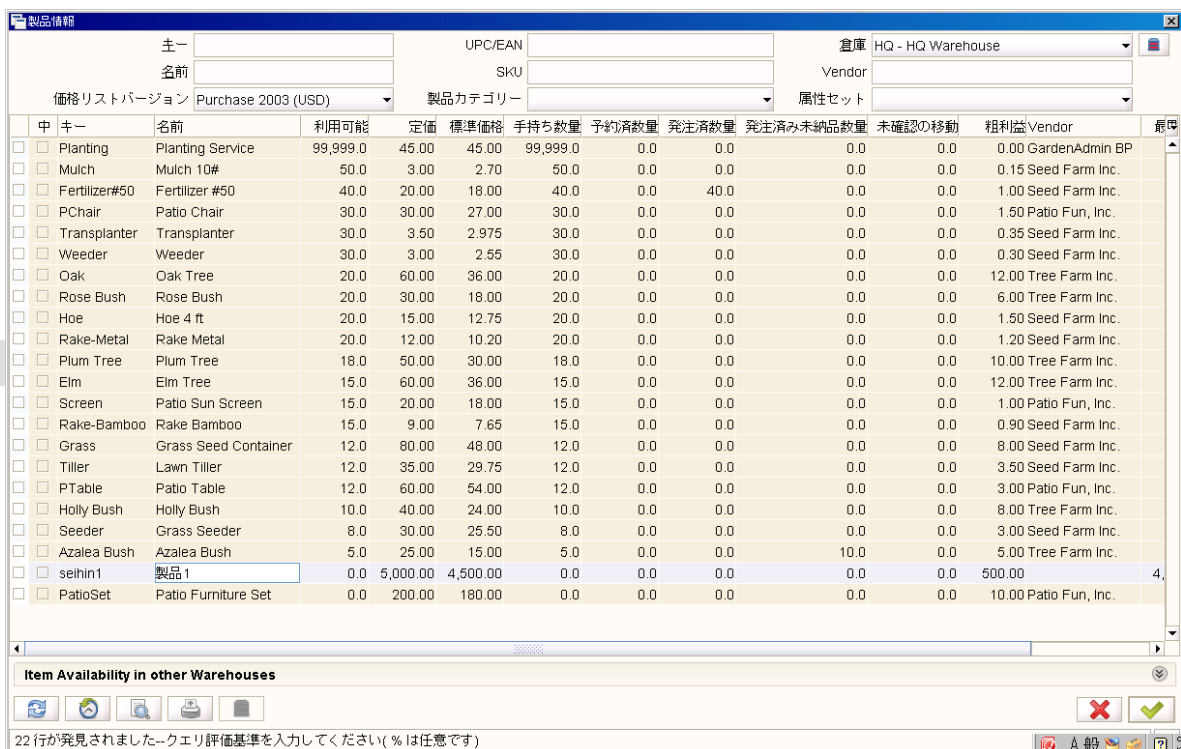 製品情報
キー UPC/EAN 倉庫 HQ - HQ Warehouse
名前 SKU Vendor
価格リストバージョン Purchase 2003 (USD) 製品カテゴリー 属性セット
中 キー 名前 利用可能 定価 標準価格 手持ち数量 予約済数量 発注済数量 発注済み未納品数量 未確認の移動 粗利益 Vendor
Planting Planting Service 99,999.0 45.00 45.00 99,999.0 0.0 0.0 0.0 0.0 0.00 GardenAdmin BP
Mulch Mulch 10# 50.0 3.00 2.70 50.0 0.0 0.0 0.0 0.0 0.15 Seed Farm Inc.
Fertilizer#50 Fertilizer #50 40.0 20.00 18.00 40.0 0.0 40.0 0.0 0.0 1.00 Seed Farm Inc.
PChair Patio Chair 30.0 30.00 27.00 30.0 0.0 0.0 0.0 0.0 1.50 Patio Fun, Inc.
Transplanter Transplanter 30.0 3.50 2.975 30.0 0.0 0.0 0.0 0.0 0.35 Seed Farm Inc.
Weeder Weeder 30.0 3.00 2.55 30.0 0.0 0.0 0.0 0.0 0.30 Seed Farm Inc.
Oak Oak Tree 20.0 60.00 36.00 20.0 0.0 0.0 0.0 0.0 12.00 Tree Farm Inc.
Rose Bush Rose Bush 20.0 30.00 18.00 20.0 0.0 0.0 0.0 0.0 6.00 Tree Farm Inc.
Hoe Hoe 4 ft 20.0 15.00 12.75 20.0 0.0 0.0 0.0 0.0 1.50 Seed Farm Inc.
Rake-Metal Rake Metal 20.0 12.00 10.20 20.0 0.0 0.0 0.0 0.0 1.20 Seed Farm Inc.
Plum Tree Plum Tree 18.0 50.00 30.00 18.0 0.0 0.0 0.0 0.0 10.00 Tree Farm Inc.
Elm Elm Tree 15.0 60.00 36.00 15.0 0.0 0.0 0.0 0.0 12.00 Tree Farm Inc.
Screen Patio Sun Screen 15.0 20.00 18.00 15.0 0.0 0.0 0.0 0.0 1.00 Patio Fun, Inc.
Rake-Bamboo Rake Bamboo 15.0 9.00 7.65 15.0 0.0 0.0 0.0 0.0 0.90 Seed Farm Inc.
Grass Grass Seed Container 12.0 80.00 48.00 12.0 0.0 0.0 0.0 0.0 8.00 Seed Farm Inc.
Tiller Lawn Tiller 12.0 35.00 29.75 12.0 0.0 0.0 0.0 0.0 3.50 Seed Farm Inc.
PTable Patio Table 12.0 60.00 54.00 12.0 0.0 0.0 0.0 0.0 3.00 Patio Fun, Inc.
Holly Bush Holly Bush 10.0 40.00 24.00 10.0 0.0 0.0 0.0 0.0 8.00 Tree Farm Inc.
Seeder Grass Seeder 8.0 30.00 25.50 8.0 0.0 0.0 0.0 0.0 3.00 Seed Farm Inc.
Azalea Bush Azalea Bush 5.0 25.00 15.00 5.0 0.0 0.0 10.0 0.0 5.00 Tree Farm Inc.
seihin1 製品1 0.0 5,000.00 4,500.00 0.0 0.0 0.0 0.0 0.0 500.00 4,
PatioSet Patio Furniture Set 0.0 200.00 180.00 0.0 0.0 0.0 0.0 0.0 10.00 Patio Fun, Inc.
Item Availability in other Warehouses
22 行が発見されました--クエリ評価基準を入力してください( % は任意です)
A 般